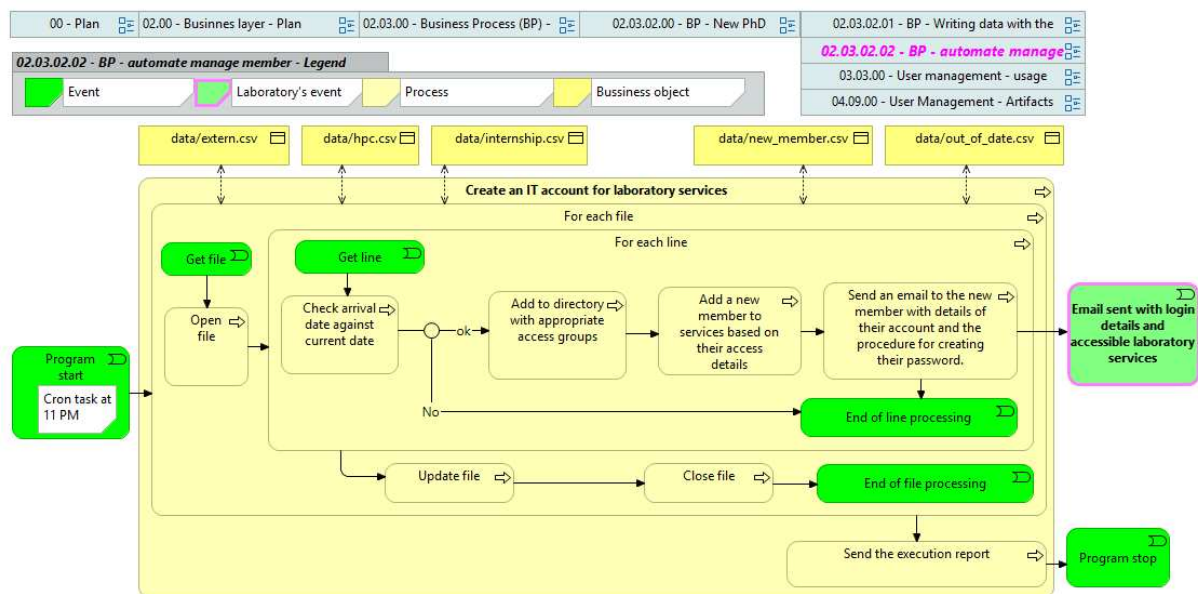 00 - Plan
02.00 - Businnes layer - Plan
02.03.00 - Business Process (BP) -
02.03.02.00 - BP - New PhD
02.03.02.01 - BP - Writing data with the
02.03.02.02 - BP - automate manage
03.03.00 - User management - usage
04.09.00 - User Management - Artifacts
02.03.02.02 - BP - automate manage member - Legend
Event
Laboratory's event
Process
Bussiness object
data/extern.csv
data/hpc.csv
data/internship.csv
data/new_member.csv
data/out_of_date.csv
Create an IT account for laboratory services
For each file
For each line
Get file
Get line
Open
file
Check arrival
date against
current date
ok
No
Add to directory
with appropriate
access groups
Add a new
member to
services based on
their access
details
Send an email to the new
member with details of
their account and the
procedure for creating
their password.
Email sent with login
details and
accessible laboratory
services
Program
start
Cron task at
11 PM
End of line processing
Update file
Close file
End of file processing
Send the execution report
Program stop